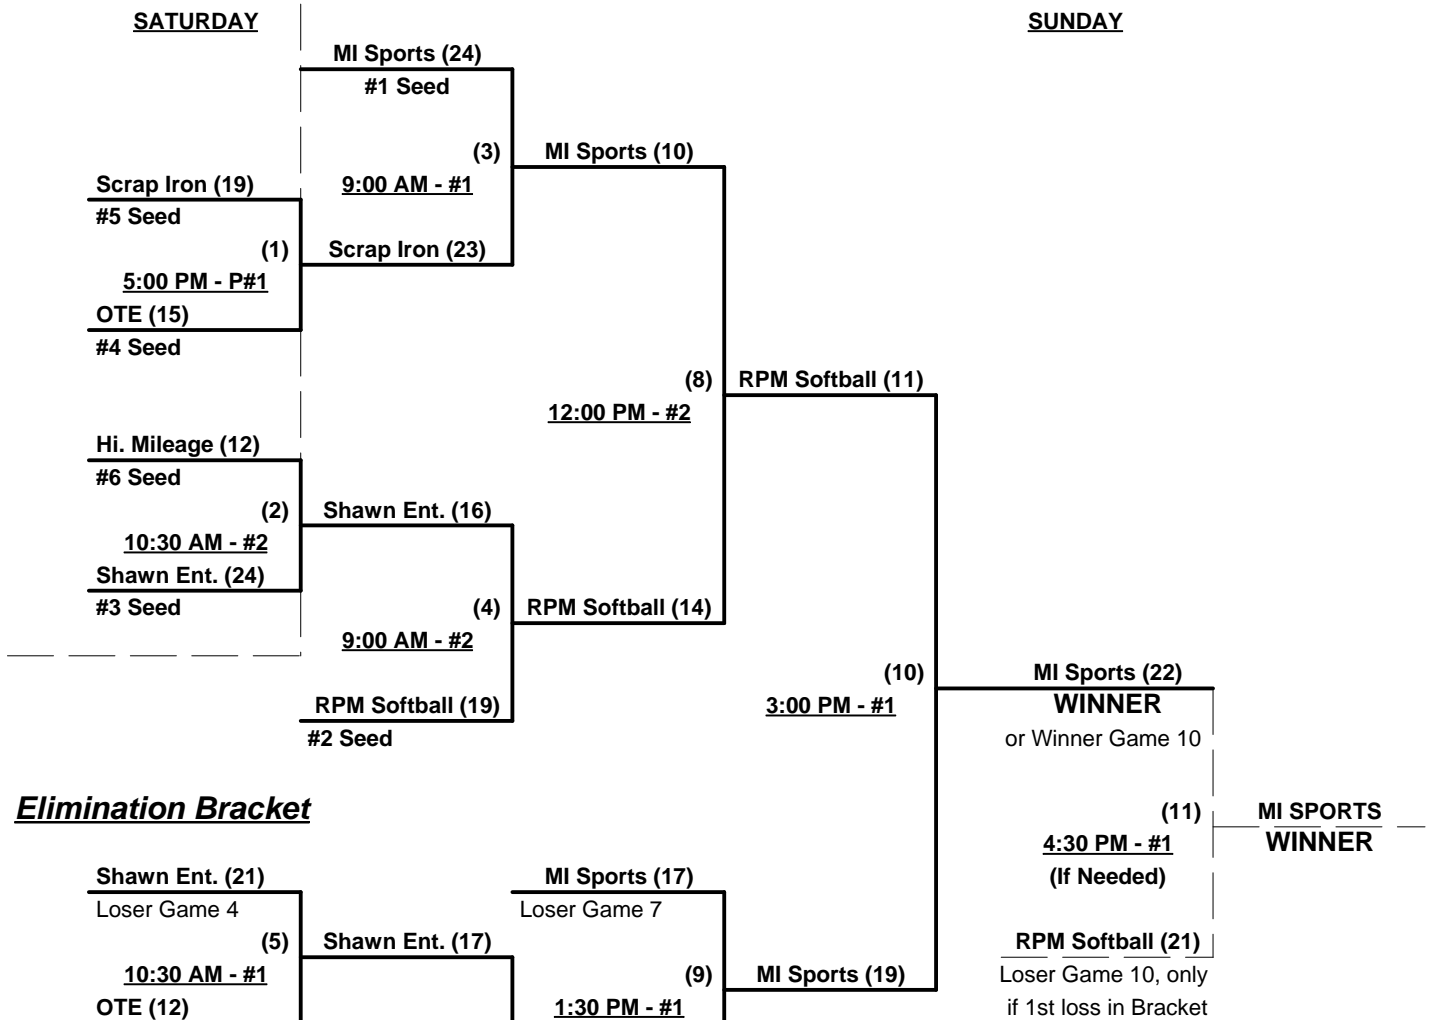 SATURDAY
SUNDAY
MI Sports (24)
#1 Seed
(3)
MI Sports (10)
9:00 AM - #1
Scrap Iron (19)
#5 Seed
(1)
Scrap Iron (23)
5:00 PM - P#1
OTE (15)
#4 Seed
(8)
RPM Softball (11)
12:00 PM - #2
Hi. Mileage (12)
#6 Seed
(2)
Shawn Ent. (16)
10:30 AM - #2
Shawn Ent. (24)
#3 Seed
(4)
RPM Softball (14)
9:00 AM - #2
(10)
MI Sports (22)
3:00 PM - #1
WINNER
RPM Softball (19)
#2 Seed
or Winner Game 10
Elimination Bracket
(11)
MI SPORTS
4:30 PM - #1
WINNER
(If Needed)
Shawn Ent. (21)
Loser Game 4
MI Sports (17)
Loser Game 7
(5)
Shawn Ent. (17)
RPM Softball (21)
10:30 AM - #1
(9)
MI Sports (19)
Loser Game 10, only
OTE (12)
1:30 PM - #1
if 1st loss in Bracket